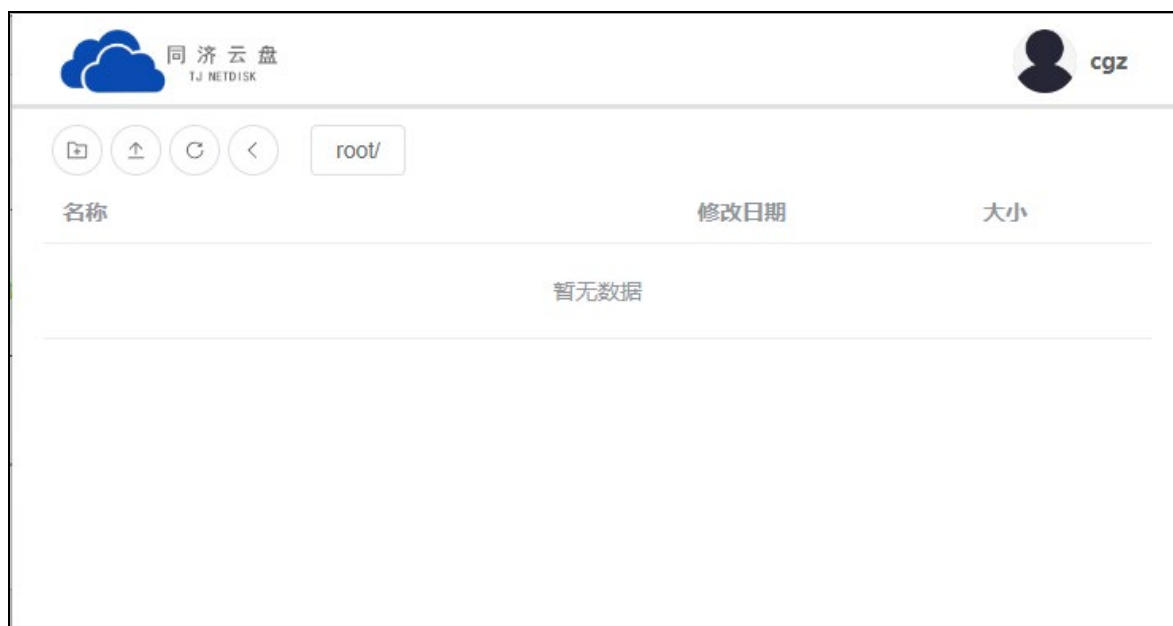 同济云盘
TJ NETDISK
cgz
root/
名称 修改日期 大小
暂无数据